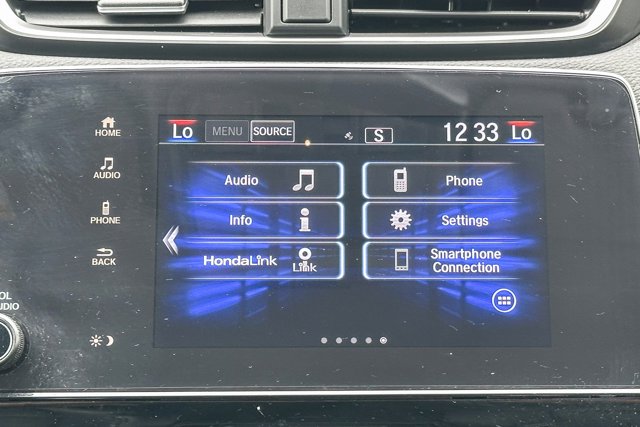 Lo MENU SOURCE S 12 33 Lo
HOME
AUDIO
PHONE
BACK
Audio
Phone
Info
Settings
HondaLink
Link
Smartphone
Connection
OL
UDIO